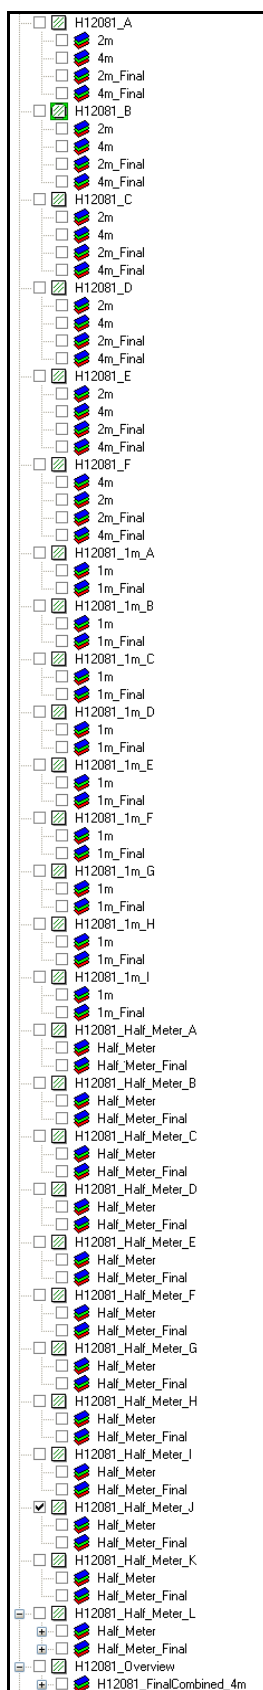 H12081_A
2m
4m
2m_Final
4m_Final
H12081_B
2m
4m
2m_Final
4m_Final
H12081_C
2m
4m
2m_Final
4m_Final
H12081_D
2m
4m
2m_Final
4m_Final
H12081_E
2m
4m
2m_Final
4m_Final
H12081_F
4m
2m
2m_Final
4m_Final
H12081_1m_A
1m
1m_Final
H12081_1m_B
1m
1m_Final
H12081_1m_C
1m
1m_Final
H12081_1m_D
1m
1m_Final
H12081_1m_E
1m
1m_Final
H12081_1m_F
1m
1m_Final
H12081_1m_G
1m
1m_Final
H12081_1m_H
1m
1m_Final
H12081_1m_I
1m
1m_Final
H12081_Half_Meter_A
Half_Meter
Half_Meter_Final
H12081_Half_Meter_B
Half_Meter
Half_Meter_Final
H12081_Half_Meter_C
Half_Meter
Half_Meter_Final
H12081_Half_Meter_D
Half_Meter
Half_Meter_Final
H12081_Half_Meter_E
Half_Meter
Half_Meter_Final
H12081_Half_Meter_F
Half_Meter
Half_Meter_Final
H12081_Half_Meter_G
Half_Meter
Half_Meter_Final
H12081_Half_Meter_H
Half_Meter
Half_Meter_Final
H12081_Half_Meter_I
Half_Meter
Half_Meter_Final
H12081_Half_Meter_J
Half_Meter
Half_Meter_Final
H12081_Half_Meter_K
Half_Meter
Half_Meter_Final
H12081_Half_Meter_L
Half_Meter
Half_Meter_Final
H12081_Overview
H12081_FinalCombined_4m